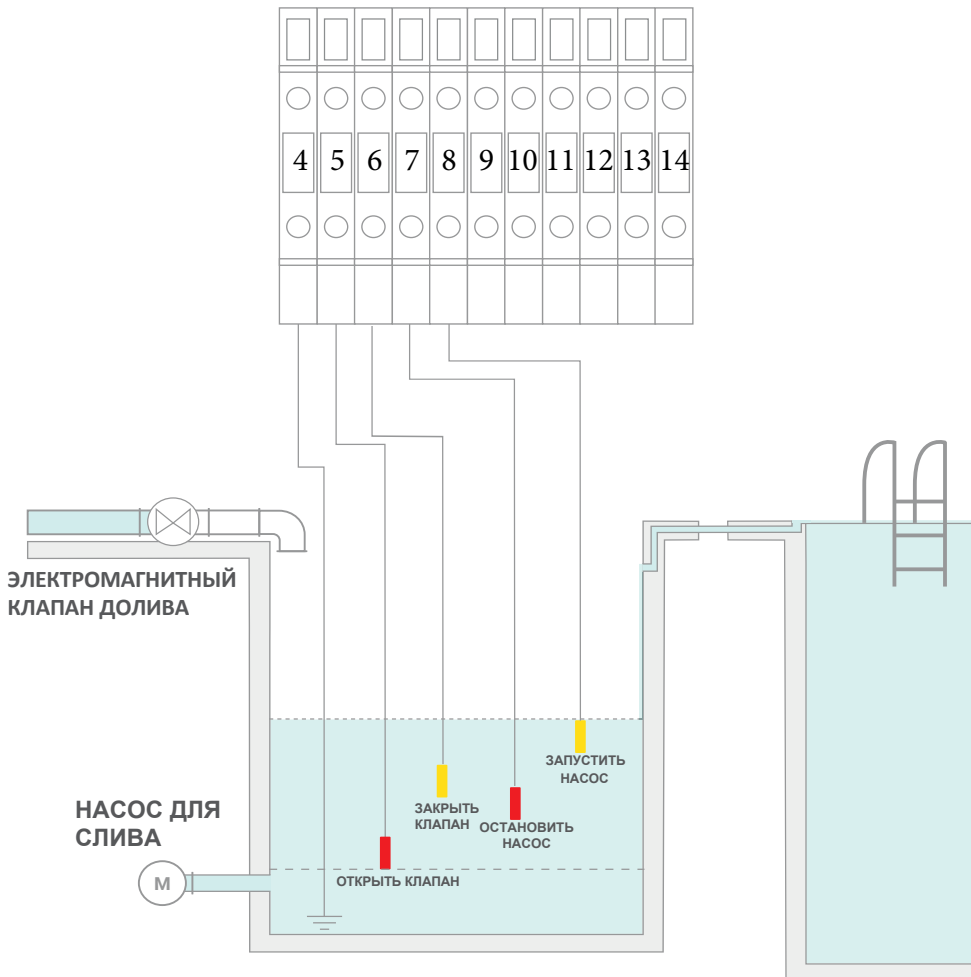 4 5 6 7 8 9 10 11 12 13 14
ЭЛЕКТРОМАГНИТНЫЙ
КЛАПАН ДОЛИВА
ЗАПУСТИТЬ
НАСОС
ЗАКРЫТЬ
КЛАПАН
ОСТАНОВИТЬ
НАСОС
НАСОС ДЛЯ
СЛИВА
М
ОТКРЫТЬ КЛАПАН